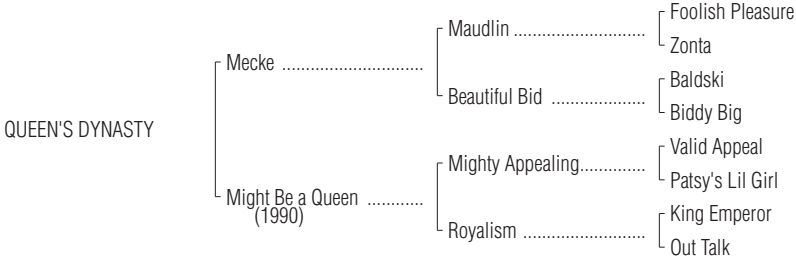 Foolish Pleasure
Maudlin ...........................
Zonta
Mecke .............................
Baldski
Beautiful Bid ...................
Biddy Big
QUEEN'S DYNASTY
Valid Appeal
Mighty Appealing.............
Patsy's Lil Girl
Might Be a Queen ............
(1990)
King Emperor
Royalism .........................
Out Talk